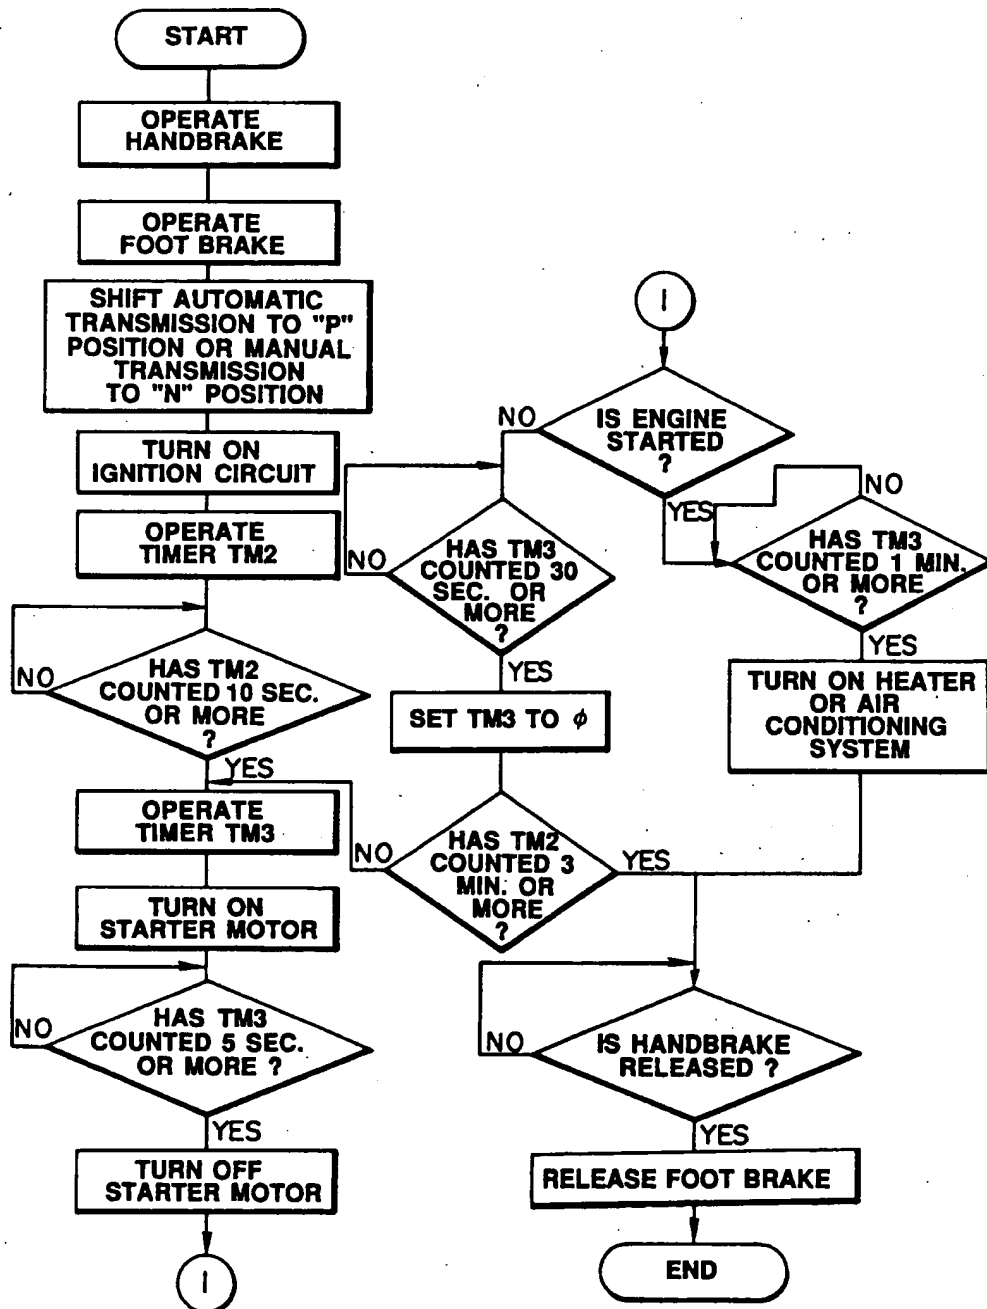 START
OPERATE
HANDBRAKE
OPERATE
FOOT BRAKE
SHIFT AUTOMATIC
TRANSMISSION TO "P"
POSITION OR MANUAL
TRANSMISSION
TO "N" POSITION
TURN ON
IGNITION CIRCUIT
OPERATE
TIMER TM2
HAS TM2
COUNTED 10 SEC.
OR MORE
?
NO
YES
OPERATE
TIMER TM3
TURN ON
STARTER MOTOR
HAS TM3
COUNTED 5 SEC.
OR MORE ?
NO
YES
TURN OFF
STARTER MOTOR
1
1
IS ENGINE
STARTED
?
NO
YES
HAS TM3
COUNTED 30
SEC. OR
MORE
?
NO
YES
SET TM3 TO ϕ
HAS TM2
COUNTED 3
MIN. OR
MORE
?
NO
YES
HAS TM3
COUNTED 1 MIN.
OR MORE
?
NO
YES
TURN ON HEATER
OR AIR
CONDITIONING
SYSTEM
IS HANDBRAKE
RELEASED ?
NO
YES
RELEASE FOOT BRAKE
END